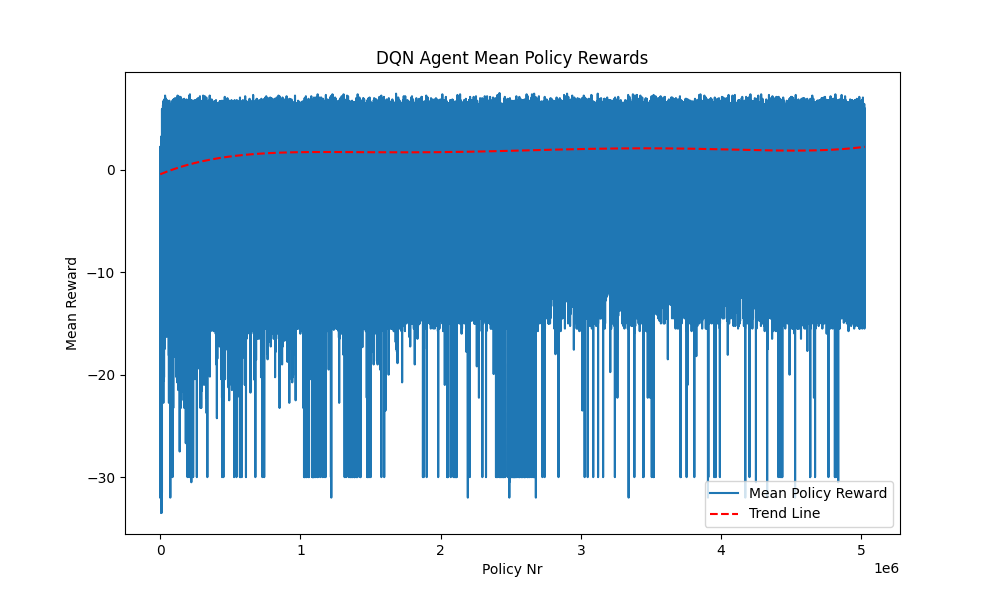 DQN Agent Mean Policy Rewards
Mean Reward
0
−10
−20
−30
0
1
2
3
4
5
1e6
Policy Nr
Mean Policy Reward
Trend Line